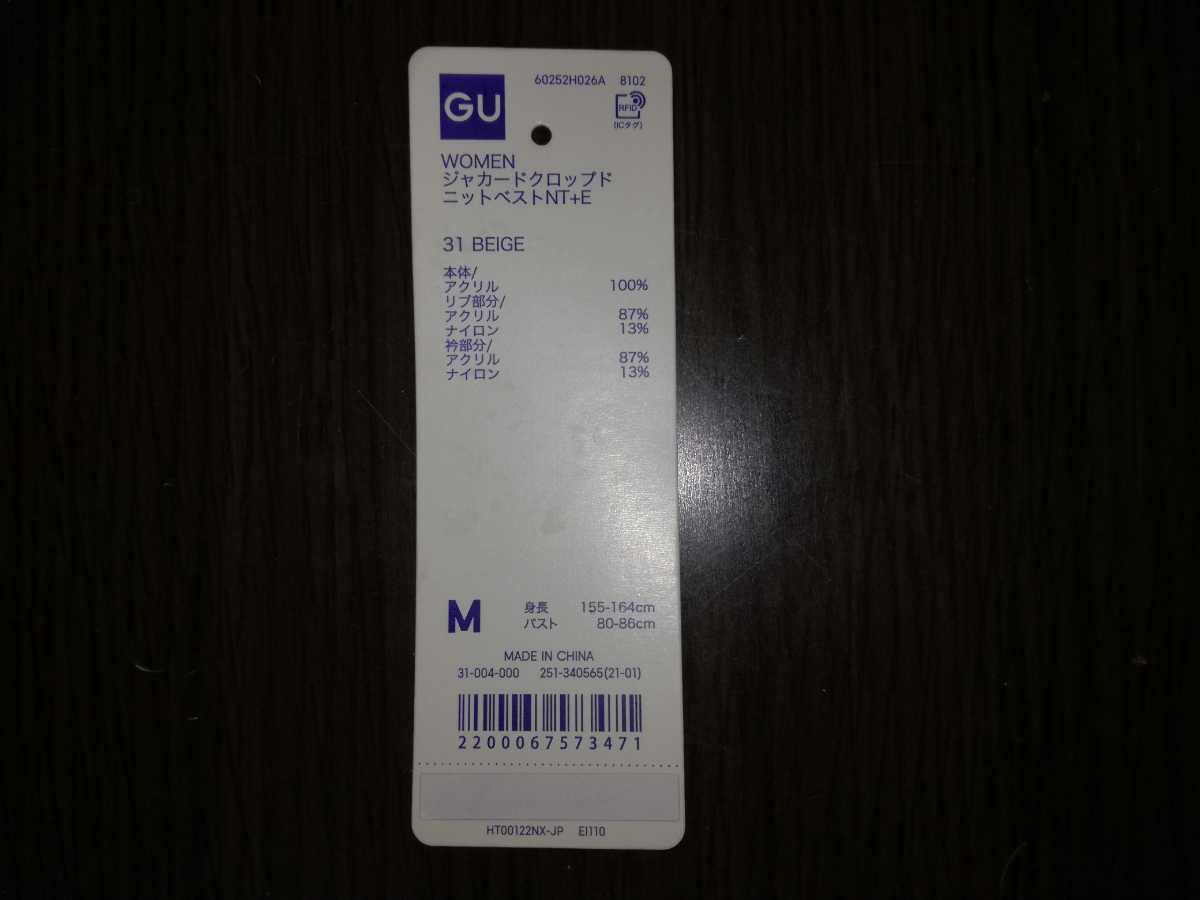 GU
60252H026A 8102
RFID
(ICタグ)
WOMEN
ジャカードクロップド
ニットベストNT+E
31 BEIGE
本体/
アクリル 100%
リブ部分/
アクリル 87%
ナイロン 13%
衿部分/
アクリル 87%
ナイロン 13%
M 身長 155-164cm
バスト 80-86cm
MADE IN CHINA
31-004-000 251-340565(21-01)
2200067573471
HT00122NX-JP EI110